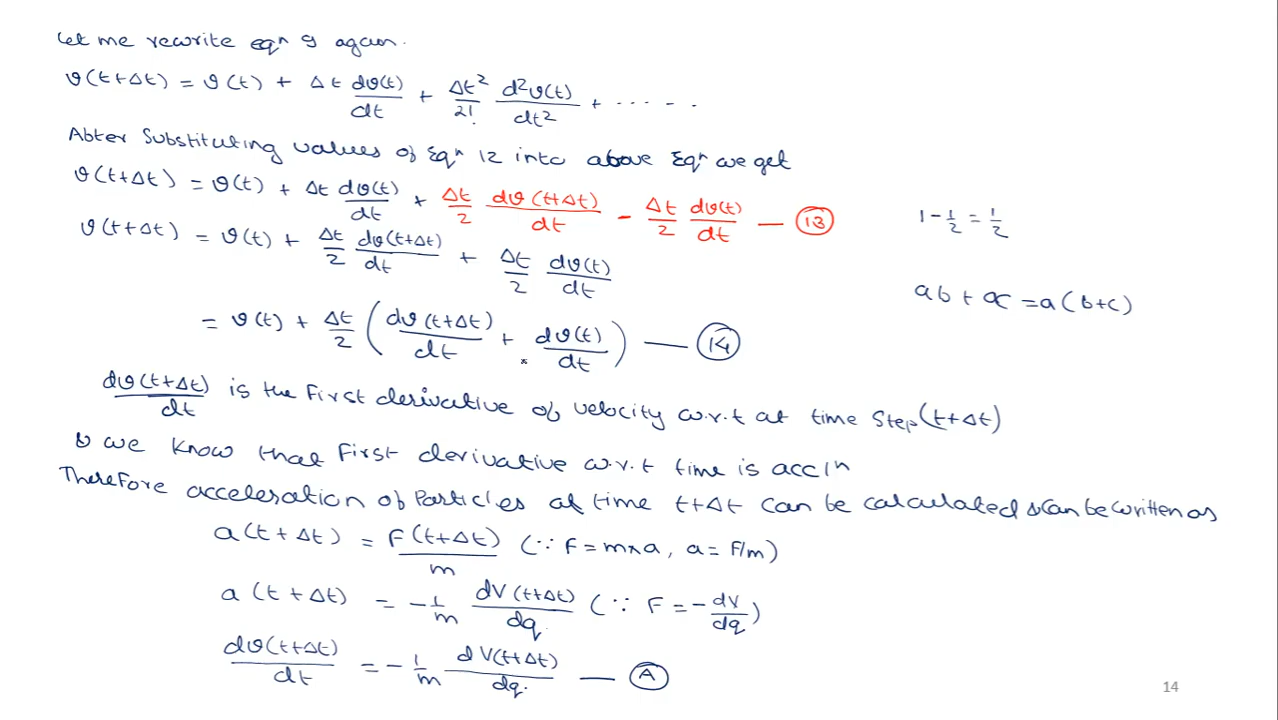 Let me rewrite eqn 9 again.
ϑ(t+Δt) = ϑ(t) + Δt dϑ(t)/dt + Δt²/2! d²ϑ(t)/dt² + ......
After Substituting values of Eqn 12 into above Eqn we get
ϑ(t+Δt) = ϑ(t) + Δt dϑ(t)/dt + Δt/2 dϑ(t+Δt)/dt - Δt/2 dϑ(t)/dt — 13
1 - 1/2 = 1/2
ϑ(t+Δt) = ϑ(t) + Δt/2 dϑ(t+Δt)/dt + Δt/2 dϑ(t)/dt
ab + ac = a(b+c)
= ϑ(t) + Δt/2 (dϑ(t+Δt)/dt + dϑ(t)/dt) — 14
dϑ(t+Δt)/dt is the First derivative of velocity w.r.t at time Step (t+Δt)
& we know that First derivative w.r.t time is accln
Therefore acceleration of Particles at time t+Δt can be calculated & can be written as
a(t+Δt) = F(t+Δt)/m (∵ F = m×a, a = F/m)
a(t+Δt) = -1/m dV(t+Δt)/dq (∵ F = -dV/dq)
dϑ(t+Δt)/dt = -1/m dV(t+Δt)/dq — A
14